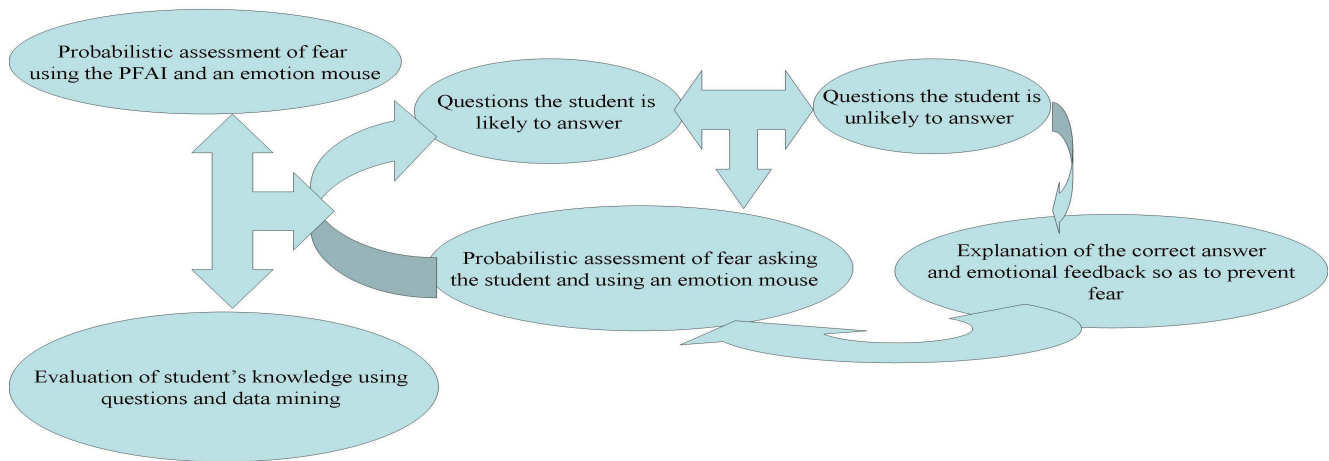 Probabilistic assessment of fear
using the PFAI and an emotion mouse
Questions the student is
likely to answer
Questions the student is
unlikely to answer
Probabilistic assessment of fear asking
the student and using an emotion mouse
Explanation of the correct answer
and emotional feedback so as to prevent
fear
Evaluation of student’s knowledge using
questions and data mining